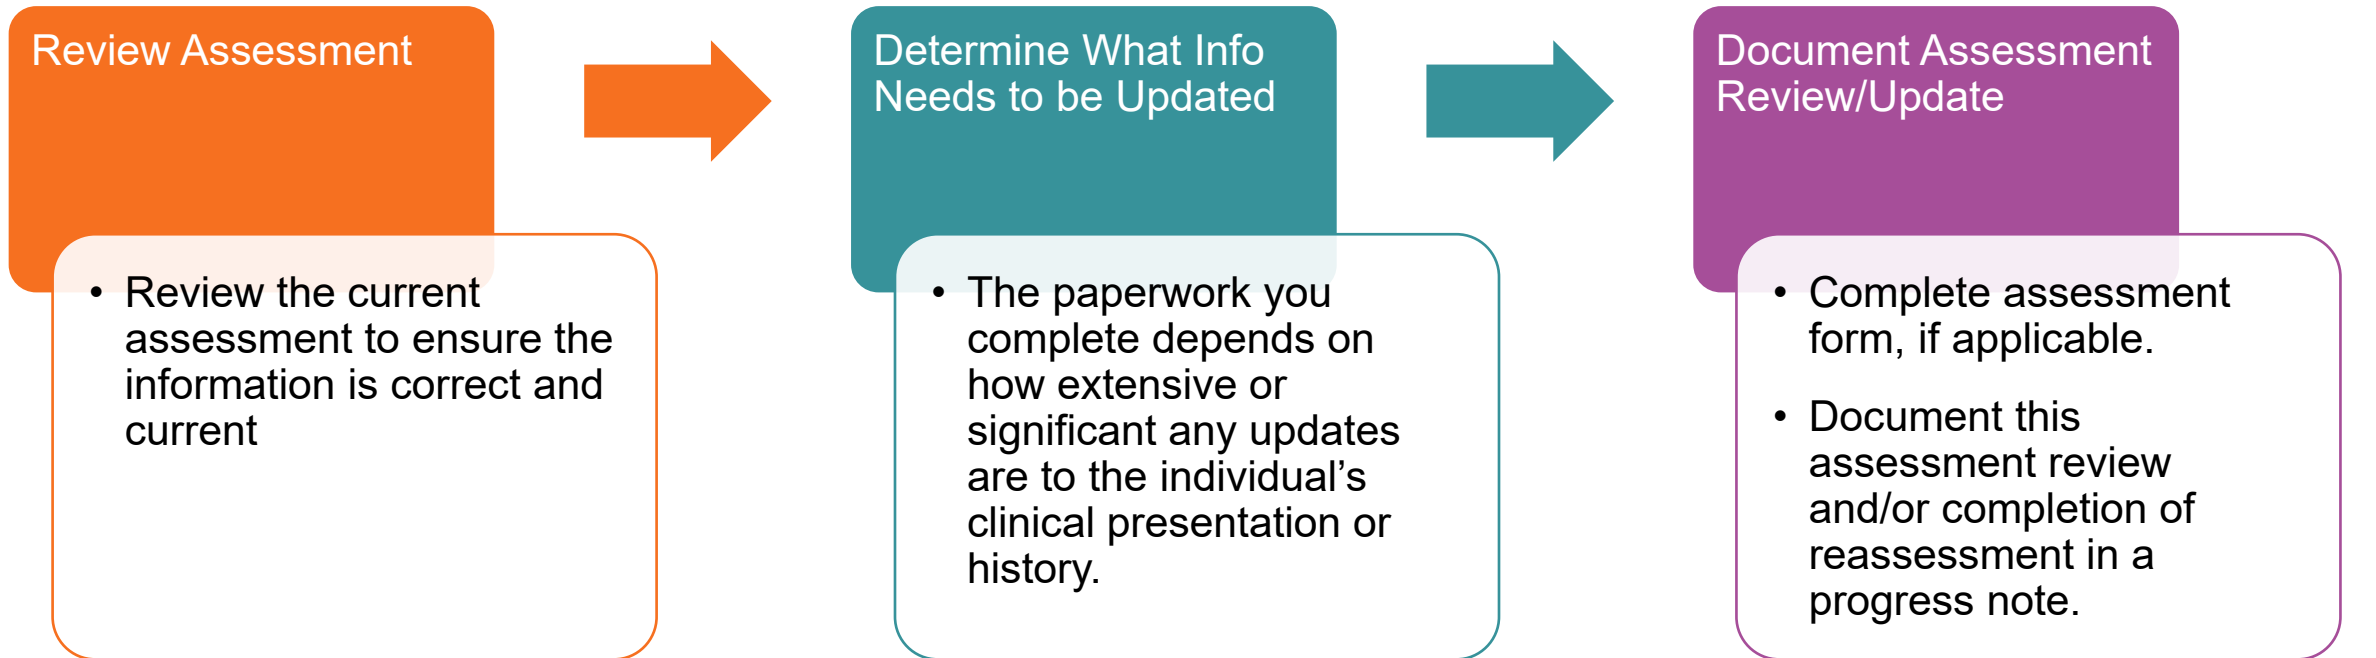 Review Assessment
• Review the current
assessment to ensure the
information is correct and
current
Determine What Info
Needs to be Updated
• The paperwork you
complete depends on
how extensive or
significant any updates
are to the individual’s
clinical presentation or
history.
Document Assessment
Review/Update
• Complete assessment
form, if applicable.
• Document this
assessment review
and/or completion of
reassessment in a
progress note.